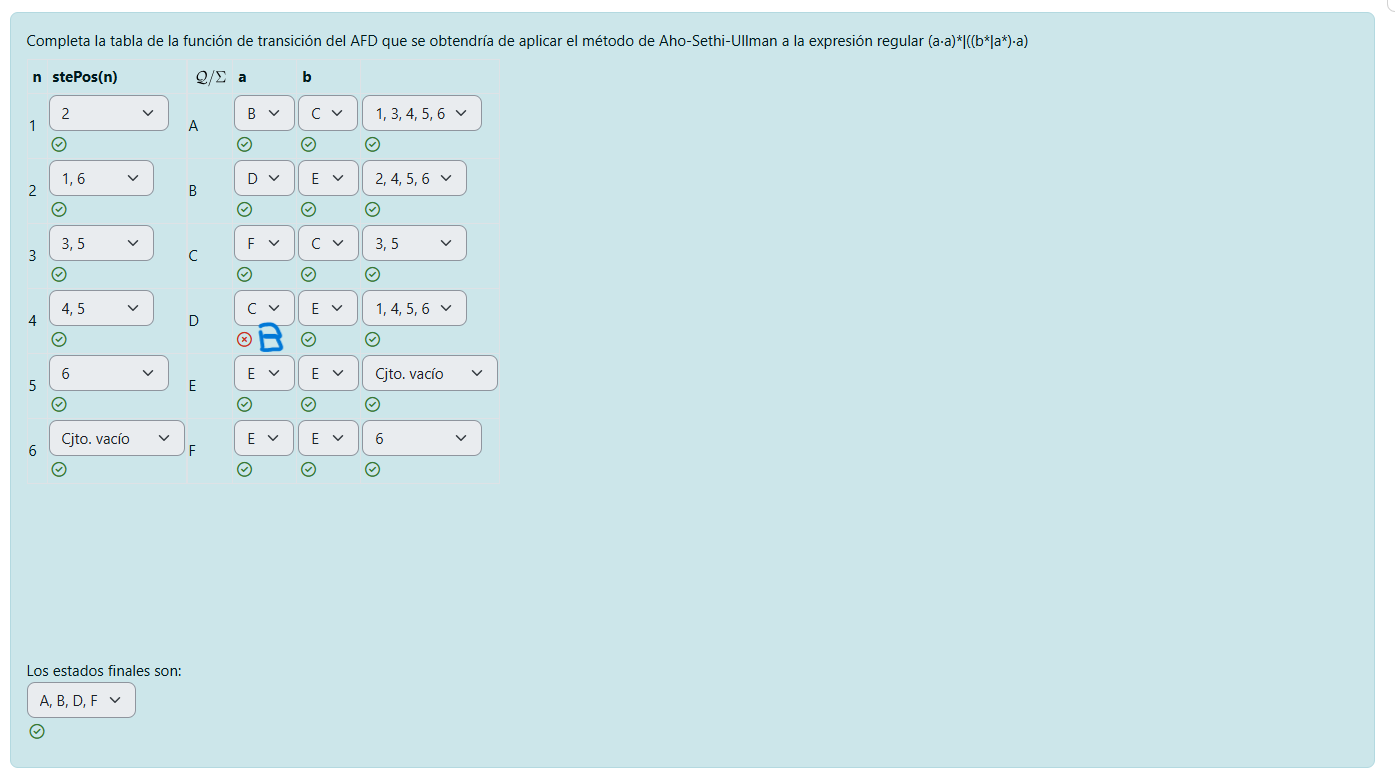 Completa la tabla de la función de transición del AFD que se obtendría de aplicar el método de Aho-Sethi-Ullman a la expresión regular (a·a)*|((b*|a*)·a)
n stePos(n) Q/Σ a b
1 2 A B C 1, 3, 4, 5, 6
2 1, 6 B D E 2, 4, 5, 6
3 3, 5 C F C 3, 5
4 4, 5 D C E 1, 4, 5, 6
B
5 6 E E E Cjto. vacío
6 Cjto. vacío F E E 6
Los estados finales son:
A, B, D, F